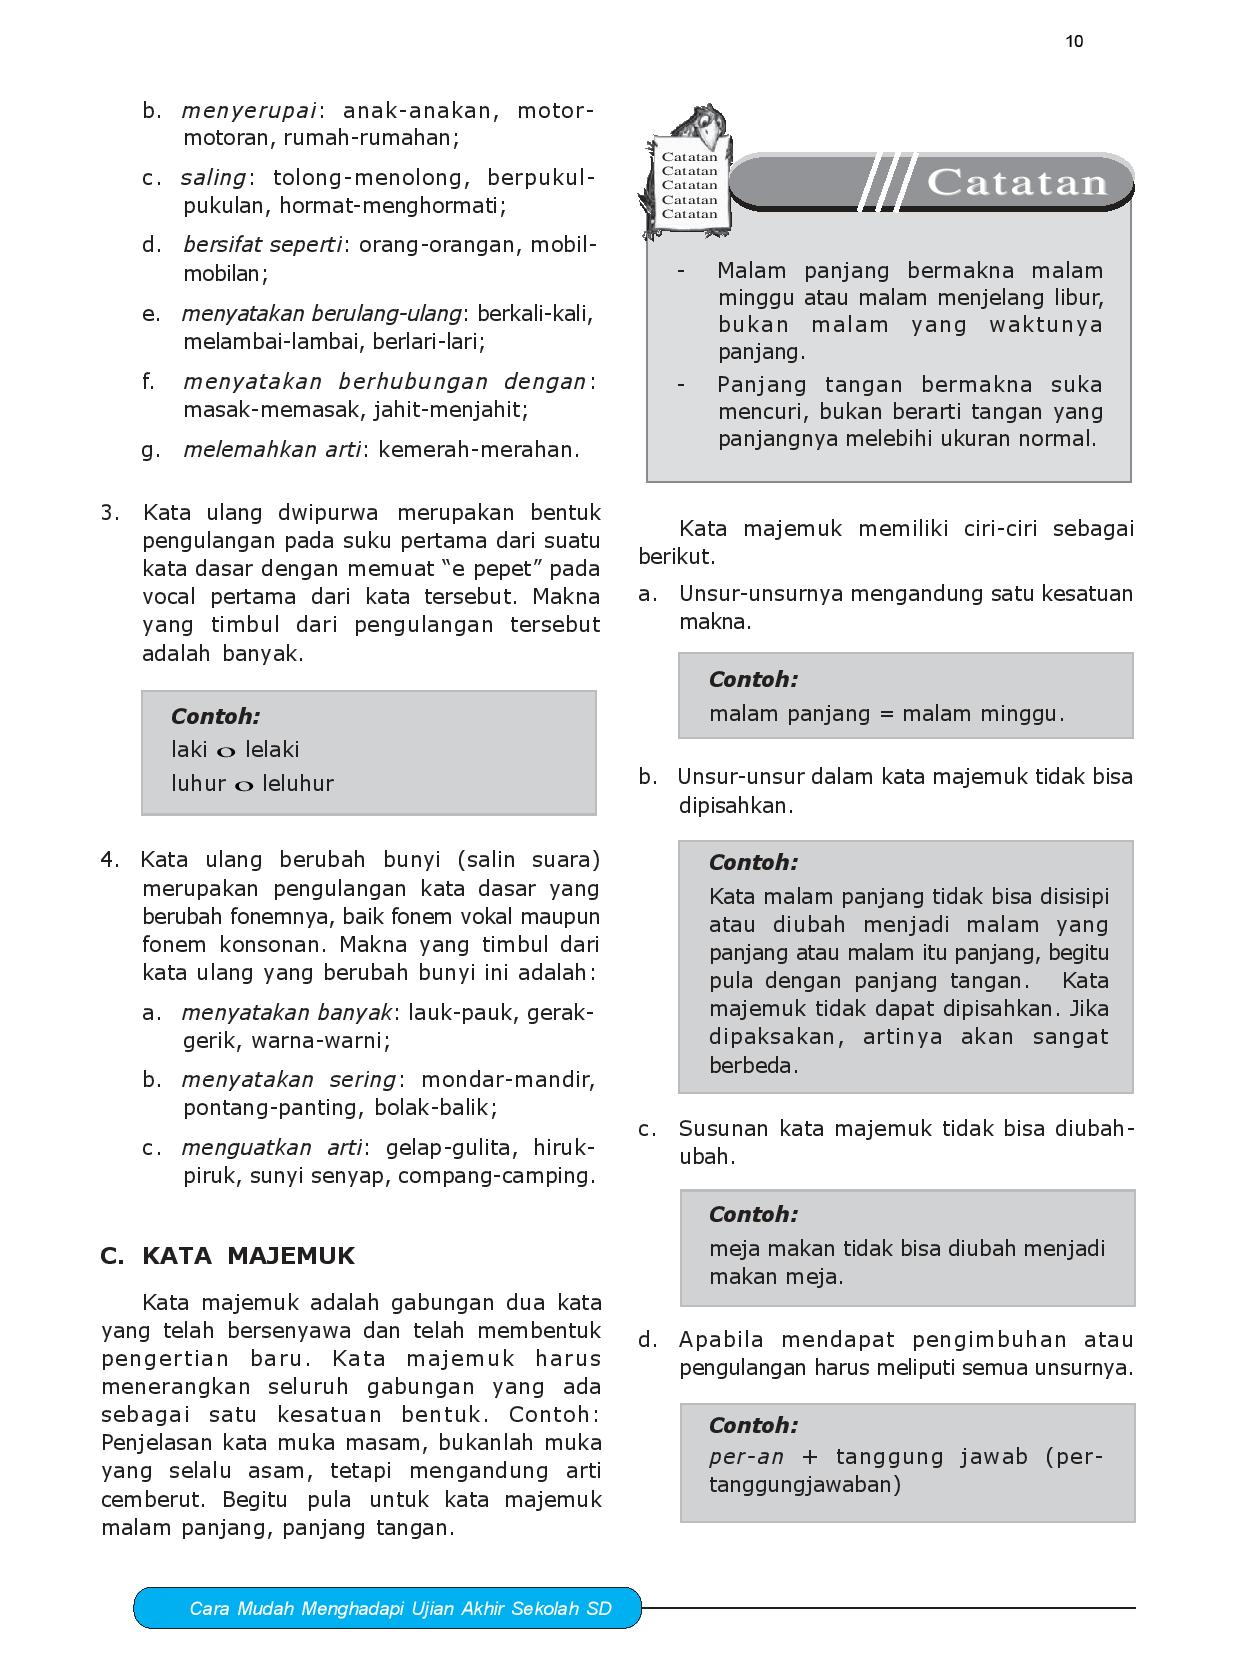 10
b. menyerupai: anak-anakan, motor-
motoran, rumah-rumahan;
c. saling: tolong-menolong, berpukul-
pukulan, hormat-menghormati;
d. bersifat seperti: orang-orangan, mobil-
mobilan;
e. menyatakan berulang-ulang: berkali-kali,
melambai-lambai, berlari-lari;
f. menyatakan berhubungan dengan:
masak-memasak, jahit-menjahit;
g. melemahkan arti: kemerah-merahan.
3. Kata ulang dwipurwa merupakan bentuk
pengulangan pada suku pertama dari suatu
kata dasar dengan memuat “e pepet” pada
vocal pertama dari kata tersebut. Makna
yang timbul dari pengulangan tersebut
adalah banyak.
Contoh:
laki o lelaki
luhur o leluhur
4. Kata ulang berubah bunyi (salin suara)
merupakan pengulangan kata dasar yang
berubah fonemnya, baik fonem vokal maupun
fonem konsonan. Makna yang timbul dari
kata ulang yang berubah bunyi ini adalah:
a. menyatakan banyak: lauk-pauk, gerak-
gerik, warna-warni;
b. menyatakan sering: mondar-mandir,
pontang-panting, bolak-balik;
c. menguatkan arti: gelap-gulita, hiruk-
piruk, sunyi senyap, compang-camping.
C. KATA MAJEMUK
Kata majemuk adalah gabungan dua kata
yang telah bersenyawa dan telah membentuk
pengertian baru. Kata majemuk harus
menerangkan seluruh gabungan yang ada
sebagai satu kesatuan bentuk. Contoh:
Penjelasan kata muka masam, bukanlah muka
yang selalu asam, tetapi mengandung arti
cemberut. Begitu pula untuk kata majemuk
malam panjang, panjang tangan.
Catatan
Catatan
Catatan
Catatan
Catatan
Catatan
- Malam panjang bermakna malam
minggu atau malam menjelang libur,
bukan malam yang waktunya
panjang.
- Panjang tangan bermakna suka
mencuri, bukan berarti tangan yang
panjangnya melebihi ukuran normal.
Kata majemuk memiliki ciri-ciri sebagai
berikut.
a. Unsur-unsurnya mengandung satu kesatuan
makna.
Contoh:
malam panjang = malam minggu.
b. Unsur-unsur dalam kata majemuk tidak bisa
dipisahkan.
Contoh:
Kata malam panjang tidak bisa disisipi
atau diubah menjadi malam yang
panjang atau malam itu panjang, begitu
pula dengan panjang tangan. Kata
majemuk tidak dapat dipisahkan. Jika
dipaksakan, artinya akan sangat
berbeda.
c. Susunan kata majemuk tidak bisa diubah-
ubah.
Contoh:
meja makan tidak bisa diubah menjadi
makan meja.
d. Apabila mendapat pengimbuhan atau
pengulangan harus meliputi semua unsurnya.
Contoh:
per-an + tanggung jawab (per-
tanggungjawaban)
Cara Mudah Menghadapi Ujian Akhir Sekolah SD